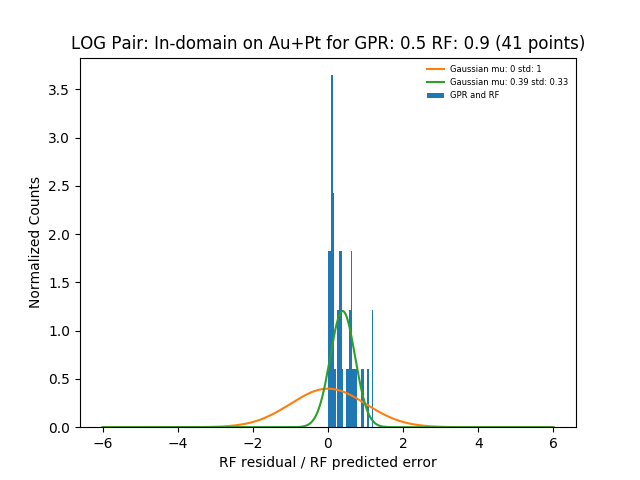 LOG Pair: In-domain on Au+Pt for GPR: 0.5 RF: 0.9 (41 points)
Gaussian mu: 0 std: 1
Gaussian mu: 0.39 std: 0.33
GPR and RF
3.5
3.0
2.5
2.0
1.5
1.0
0.5
0.0
Normalized Counts
−6 −4 −2 0 2 4 6
RF residual / RF predicted error